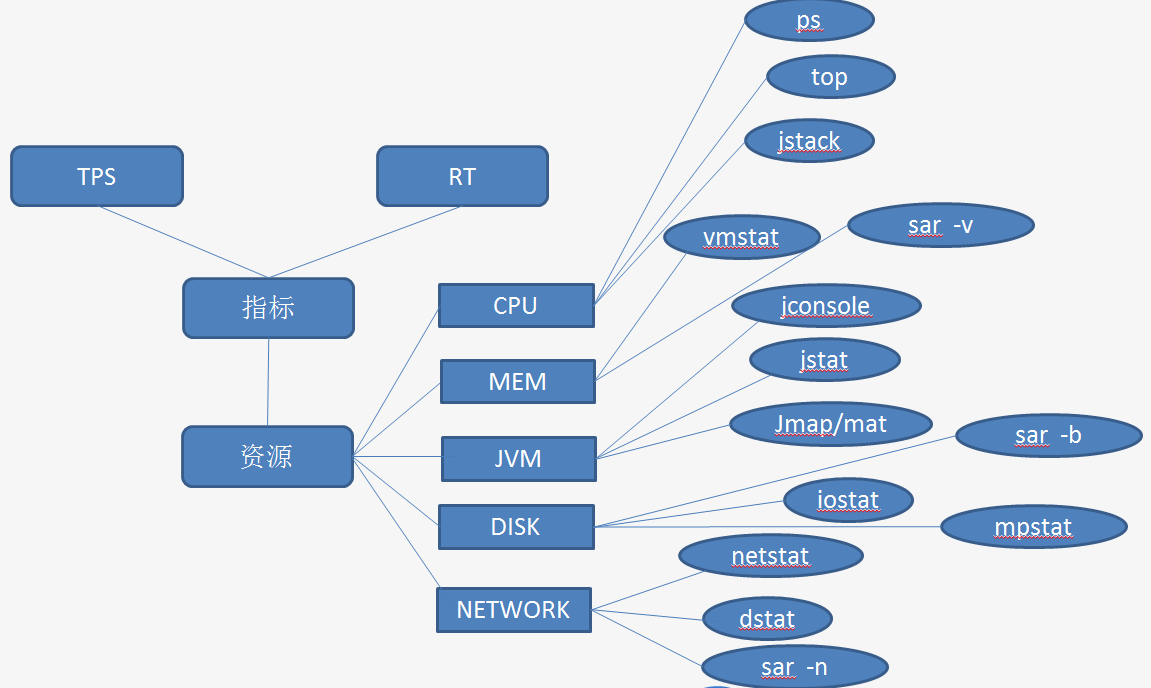 ps
top
jstack
TPS
RT
vmstat
sar -v
指标
CPU
jconsole
jstat
MEM
Jmap/mat
sar -b
资源
JVM
iostat
DISK
mpstat
netstat
NETWORK
dstat
sar -n